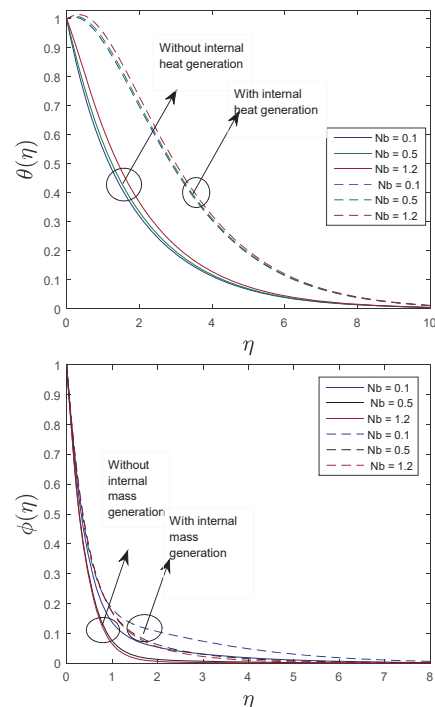 1
0.9
0.8
0.7
0.6
0.5
0.4
0.3
0.2
0.1
0
θ(η)
Without internal
heat generation
With internal
heat generation
Nb = 0.1
Nb = 0.5
Nb = 1.2
Nb = 0.1
Nb = 0.5
Nb = 1.2
0 2 4 6 8 10
η
1
0.9
0.8
0.7
0.6
0.5
0.4
0.3
0.2
0.1
0
ϕ(η)
Without
internal
mass
generation
With internal
mass
generation
Nb = 0.1
Nb = 0.5
Nb = 1.2
Nb = 0.1
Nb = 0.5
Nb = 1.2
0 1 2 3 4 5 6 7 8
η